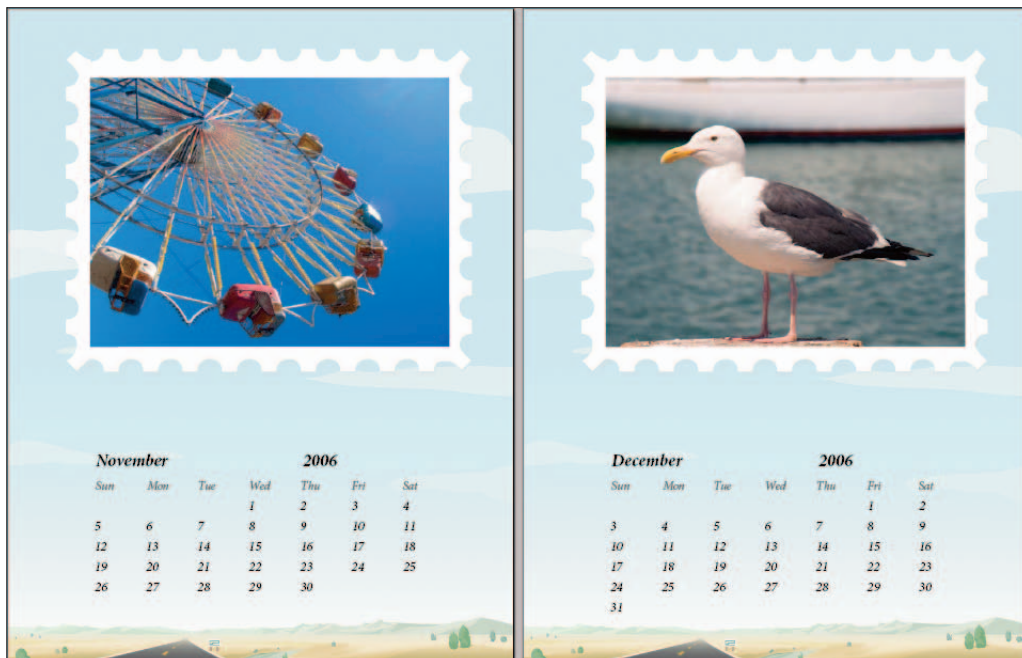 November 2006
Sun Mon Tue Wed Thu Fri Sat
1 2 3 4
5 6 7 8 9 10 11
12 13 14 15 16 17 18
19 20 21 22 23 24 25
26 27 28 29 30
December 2006
Sun Mon Tue Wed Thu Fri Sat
1 2
3 4 5 6 7 8 9
10 11 12 13 14 15 16
17 18 19 20 21 22 23
24 25 26 27 28 29 30
31